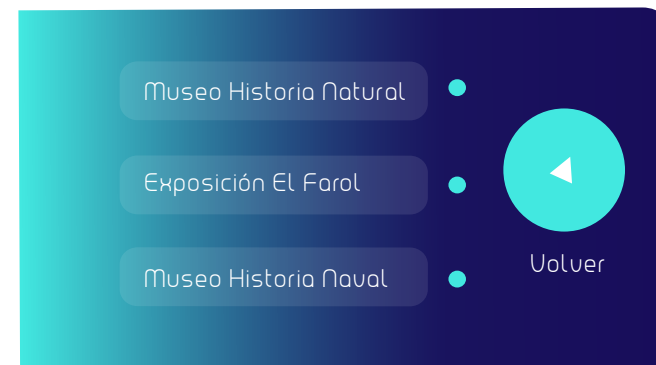 Museo Historia Natural
Exposición El Farol
Museo Historia Naval
Volver